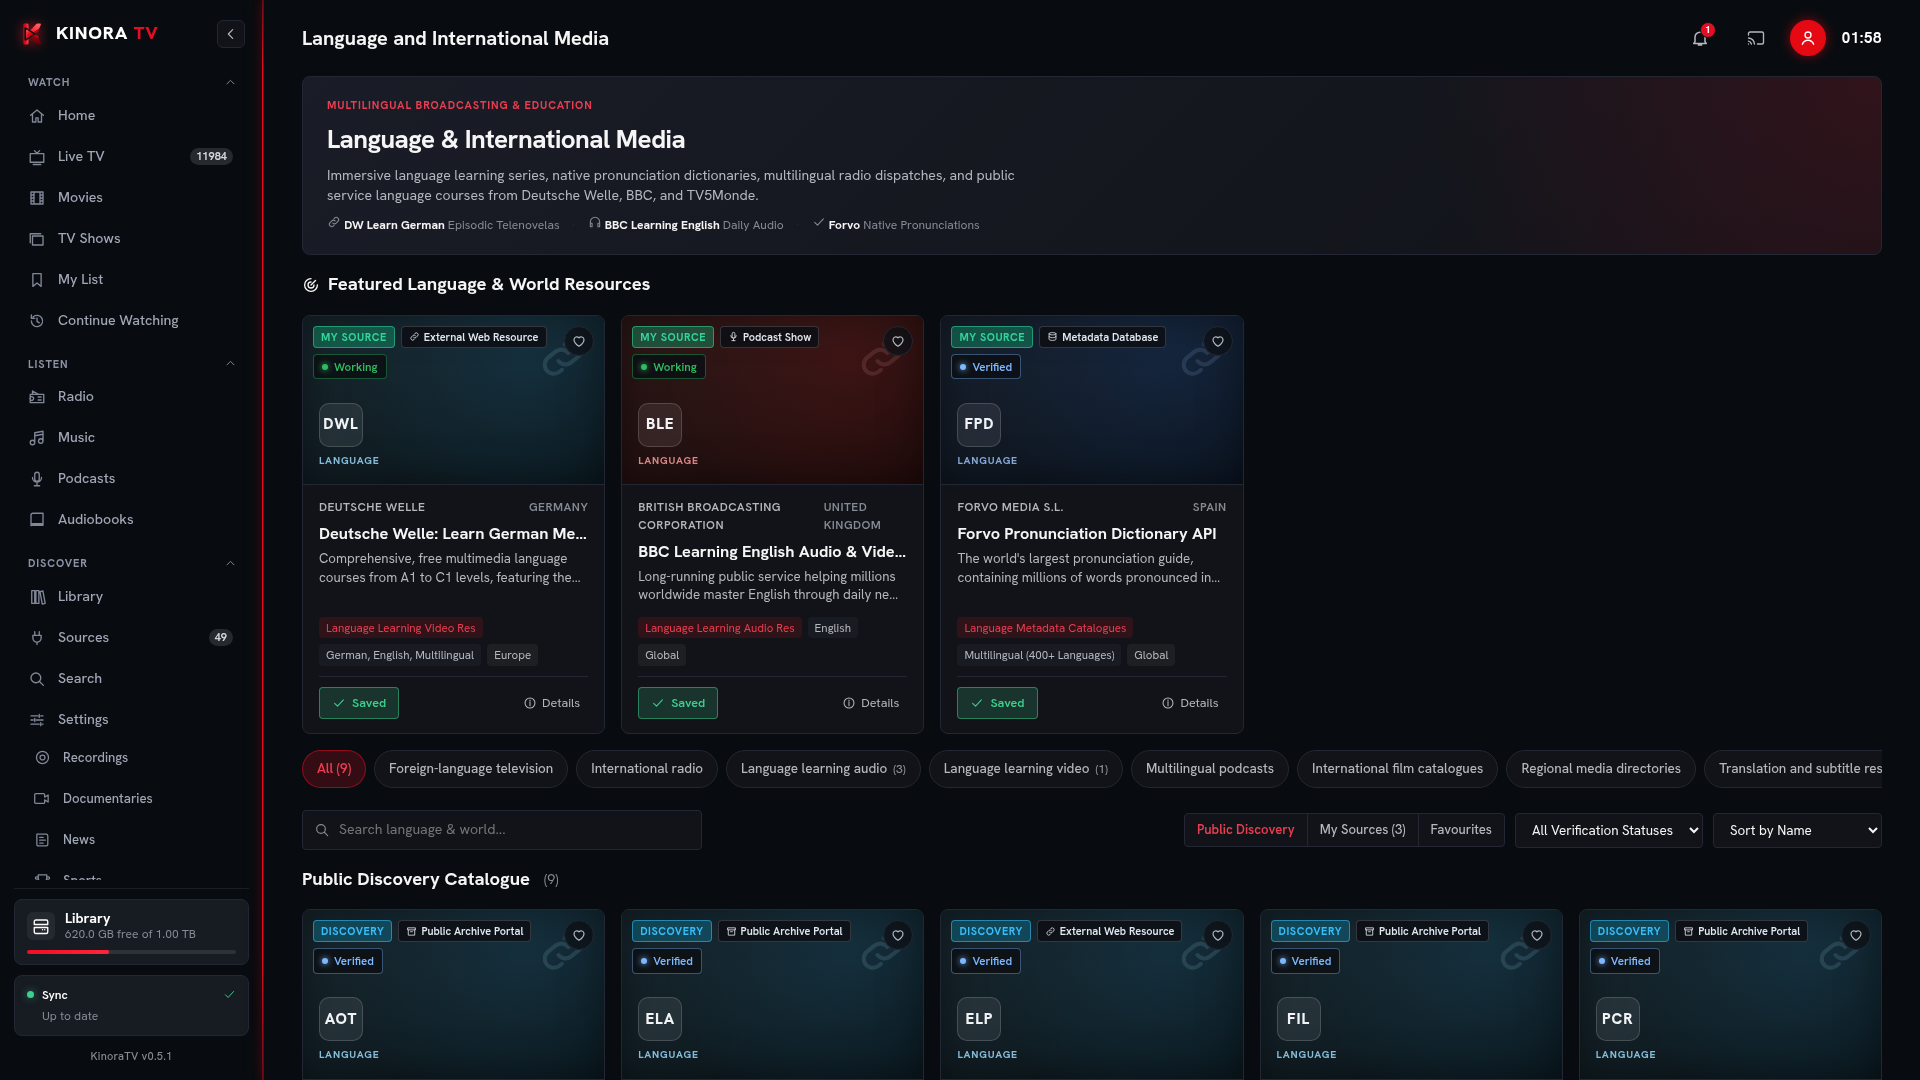 KINORA TV
WATCH
Home
Live TV 11984
Movies
TV Shows
My List
Continue Watching
LISTEN
Radio
Music
Podcasts
Audiobooks
DISCOVER
Library
Sources 49
Search
Settings
Recordings
Documentaries
News
Sports
Library
620.0 GB free of 1.00 TB
Sync
Up to date
KinoraTV v0.5.1
Language and International Media
1
01:58
MULTILINGUAL BROADCASTING & EDUCATION
Language & International Media
Immersive language learning series, native pronunciation dictionaries, multilingual radio dispatches, and public
service language courses from Deutsche Welle, BBC, and TV5Monde.
DW Learn German Episodic Telenovelas BBC Learning English Daily Audio Forvo Native Pronunciations
Featured Language & World Resources
MY SOURCE External Web Resource
Working
DWL
LANGUAGE
DEUTSCHE WELLE GERMANY
Deutsche Welle: Learn German Me...
Comprehensive, free multimedia language
courses from A1 to C1 levels, featuring the...
Language Learning Video Res
German, English, Multilingual Europe
Saved Details
MY SOURCE Podcast Show
Working
BLE
LANGUAGE
BRITISH BROADCASTING UNITED
CORPORATION KINGDOM
BBC Learning English Audio & Vide...
Long-running public service helping millions
worldwide master English through daily ne...
Language Learning Audio Res English
Global
Saved Details
MY SOURCE Metadata Database
Verified
FPD
LANGUAGE
FORVO MEDIA S.L. SPAIN
Forvo Pronunciation Dictionary API
The world's largest pronunciation guide,
containing millions of words pronounced in...
Language Metadata Catalogues
Multilingual (400+ Languages) Global
Saved Details
All (9) Foreign-language television International radio Language learning audio (3) Language learning video (1) Multilingual podcasts International film catalogues Regional media directories Translation and subtitle res
Search language & world...
Public Discovery My Sources (3) Favourites All Verification Statuses Sort by Name
Public Discovery Catalogue (9)
DISCOVERY Public Archive Portal
Verified
AOT
LANGUAGE
DISCOVERY Public Archive Portal
Verified
ELA
LANGUAGE
DISCOVERY External Web Resource
Verified
ELP
LANGUAGE
DISCOVERY Public Archive Portal
Verified
FIL
LANGUAGE
DISCOVERY Public Archive Portal
Verified
PCR
LANGUAGE